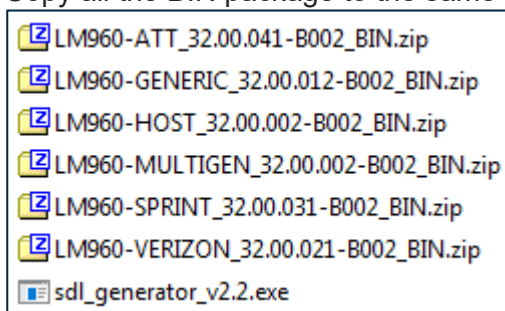 Copy all the BIN package to the same
LM960-ATT_32.00.041-B002_BIN.zip
LM960-GENERIC_32.00.012-B002_BIN.zip
LM960-HOST_32.00.002-B002_BIN.zip
LM960-MULTIGEN_32.00.002-B002_BIN.zip
LM960-SPRINT_32.00.031-B002_BIN.zip
LM960-VERIZON_32.00.021-B002_BIN.zip
sdl_generator_v2.2.exe